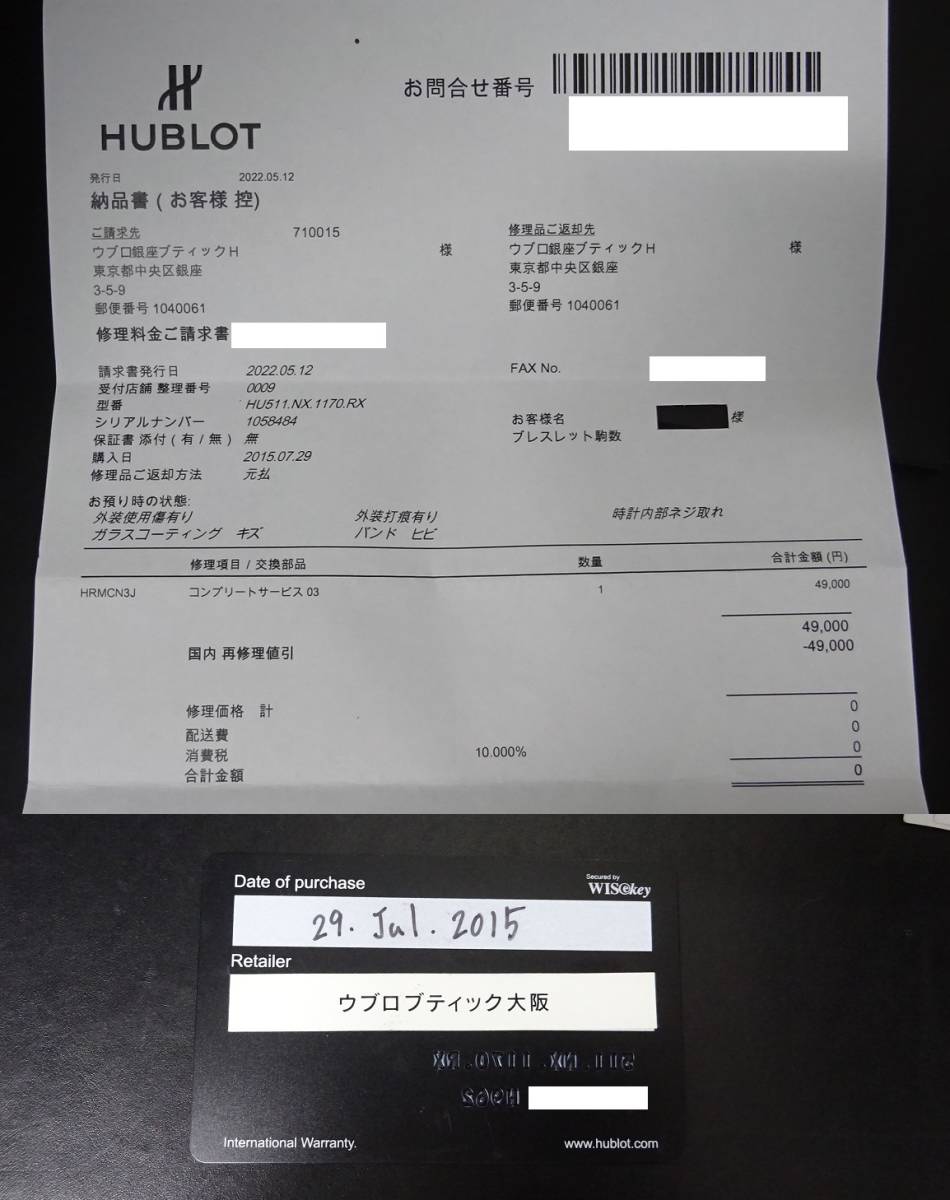 HUBLOT
お問合せ番号
発行日 2022.05.12
納品書 ( お客様 控)
ご請求先 710015
ウブロ銀座ブティックH 様
東京都中央区銀座
3-5-9
郵便番号 1040061
修理品ご返却先
ウブロ銀座ブティックH 様
東京都中央区銀座
3-5-9
郵便番号 1040061
修理料金ご請求書
請求書発行日 2022.05.12
受付店舗 整理番号 0009
型番 HU511.NX.1170.RX
シリアルナンバー 1058484
保証書 添付 ( 有 / 無 ) 無
購入日 2015.07.29
修理品ご返却方法 元払
FAX No.
お客様名 様
ブレスレット駒数
お預り時の状態:
外装使用傷有り 外装打痕有り 時計内部ネジ取れ
ガラスコーティング キズ バンド ヒビ
修理項目 / 交換部品 数量 合計金額 (円)
HRMCN3J コンプリートサービス 03 1 49,000
49,000
国内 再修理値引 -49,000
修理価格 計 0
配送費 0
消費税 10.000% 0
合計金額 0
Date of purchase
Secured by
WISekey
29. Jul. 2015
Retailer
ウブロブティック大阪
511.NX.1170.RX
International Warranty.
www.hublot.com